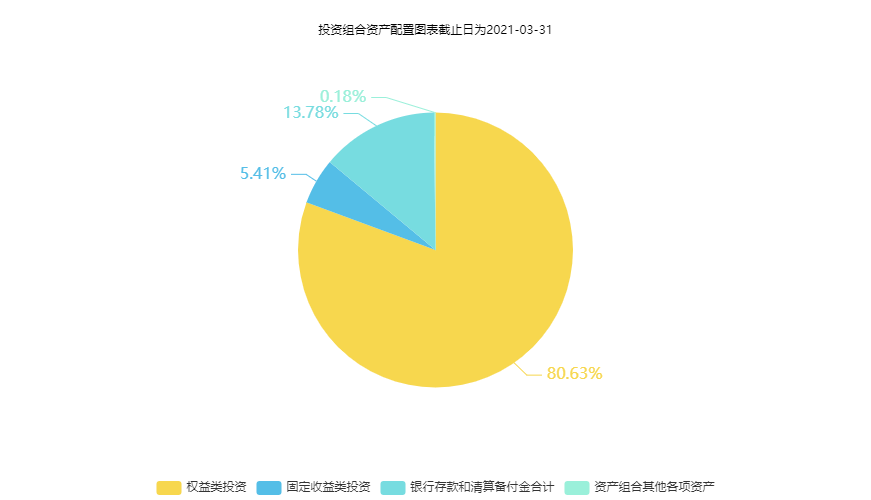 投资组合资产配置图表截止日为2021-03-31
0.18%
13.78%
5.41%
80.63%
权益类投资 固定收益类投资 银行存款和清算备付金合计 资产组合其他各项资产